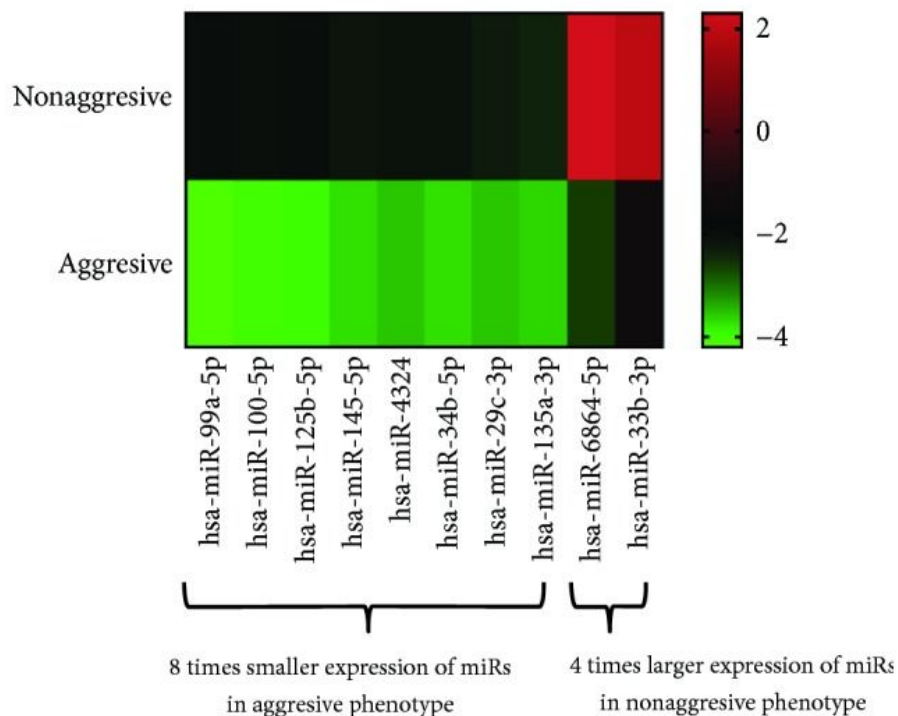 Nonaggresive
Aggresive
2
0
−2
−4
hsa-miR-99a-5p
hsa-miR-100-5p
hsa-miR-125b-5p
hsa-miR-145-5p
hsa-miR-4324
hsa-miR-34b-5p
hsa-miR-29c-3p
hsa-miR-135a-3p
hsa-miR-6864-5p
hsa-miR-33b-3p
8 times smaller expression of miRs
in aggresive phenotype
4 times larger expression of miRs
in nonaggresive phenotype